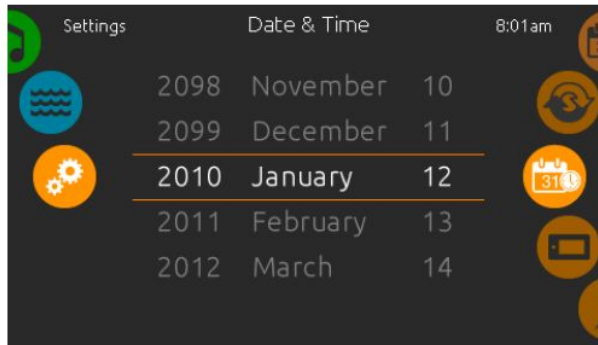 Settings Date & Time 8:01am
2098 November 10
2099 December 11
2010 January 12
31
2011 February 13
2012 March 14